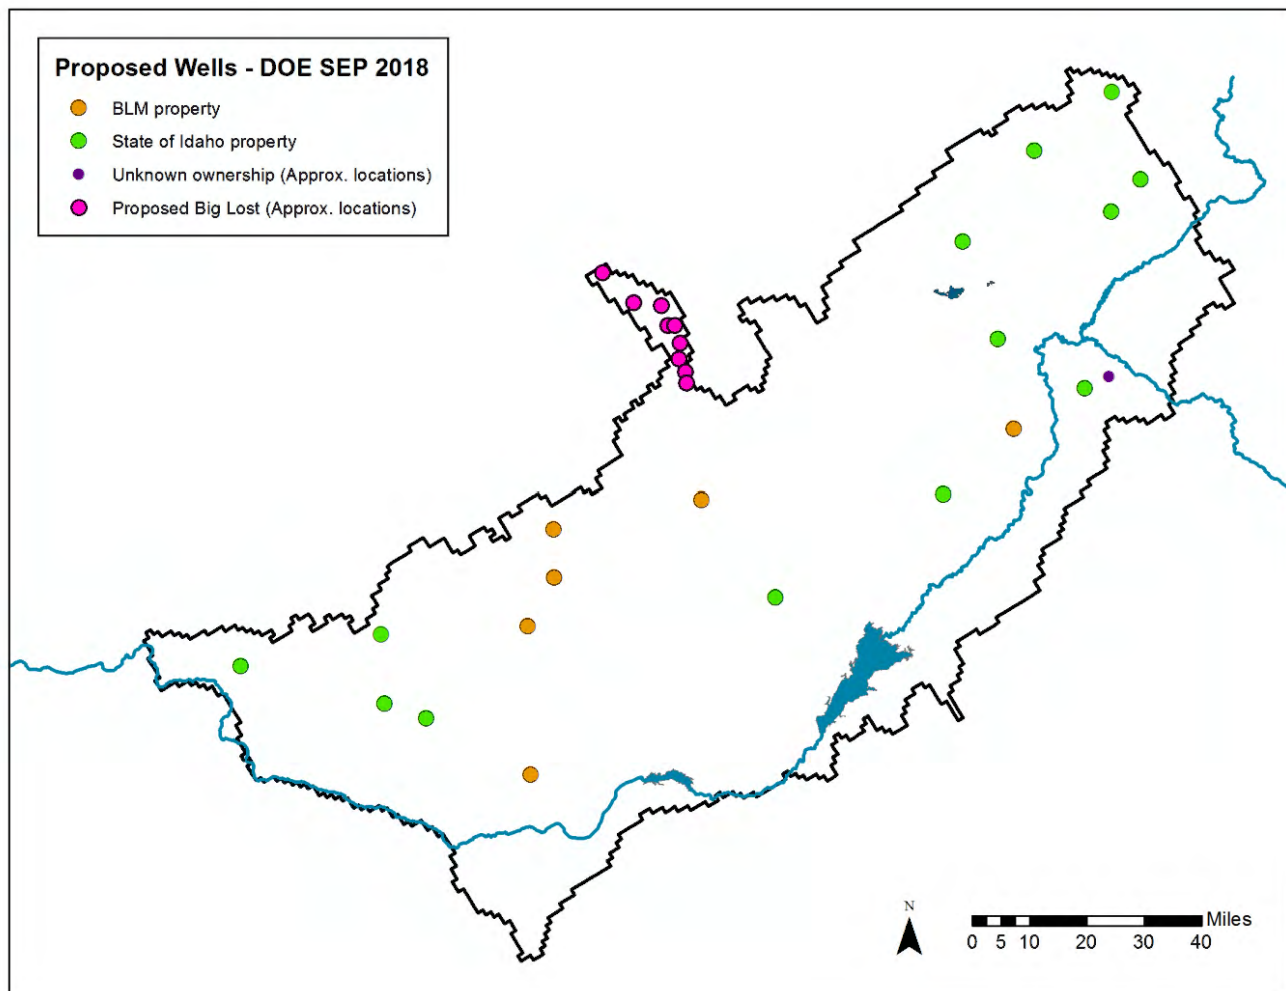 Proposed Wells - DOE SEP 2018
BLM property
State of Idaho property
Unknown ownership (Approx. locations)
Proposed Big Lost (Approx. locations)
N
Miles
0 5 10 20 30 40